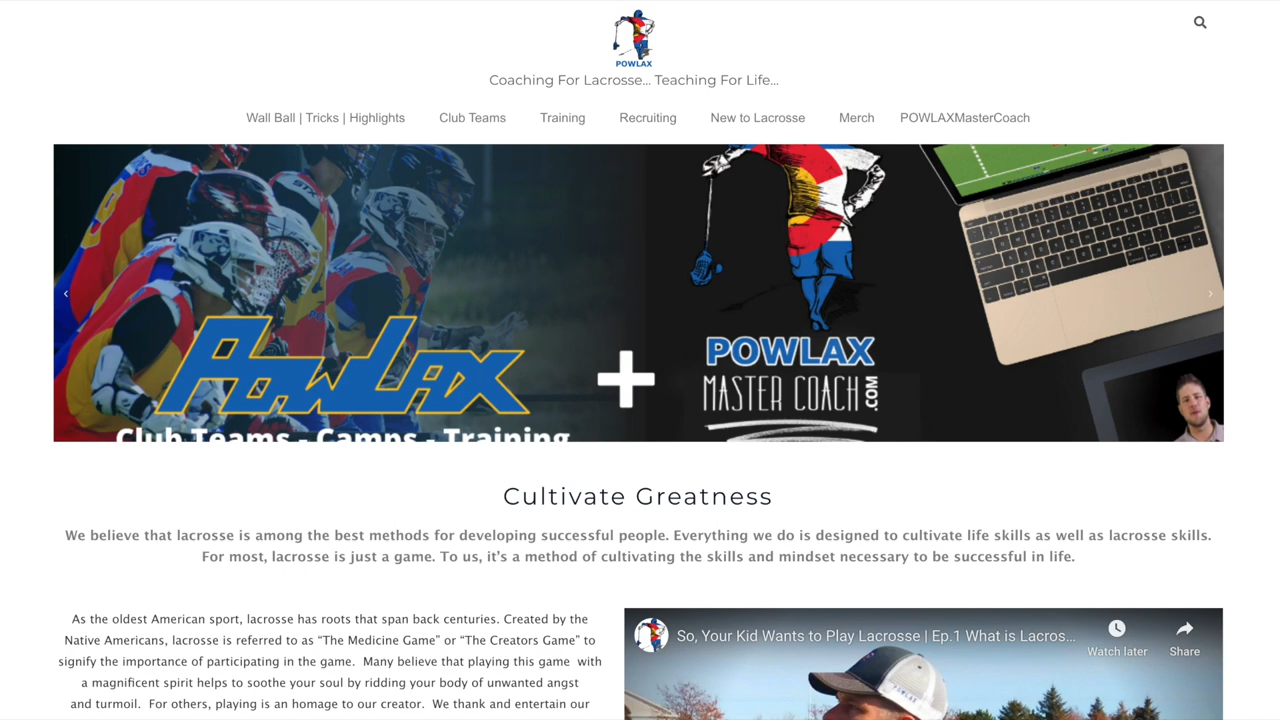 POWLAX
Coaching For Lacrosse... Teaching For Life...
Wall Ball | Tricks | Highlights
Club Teams
Training
Recruiting
New to Lacrosse
Merch
POWLAXMasterCoach
STX
POWLAX
Club Teams - Camps - Training
+
POWLAX
MASTER COACH .COM
Cultivate Greatness
We believe that lacrosse is among the best methods for developing successful people. Everything we do is designed to cultivate life skills as well as lacrosse skills.
For most, lacrosse is just a game. To us, it’s a method of cultivating the skills and mindset necessary to be successful in life.
As the oldest American sport, lacrosse has roots that span back centuries. Created by the
Native Americans, lacrosse is referred to as “The Medicine Game” or “The Creators Game” to
signify the importance of participating in the game. Many believe that playing this game with
a magnificent spirit helps to soothe your soul by ridding your body of unwanted angst
and turmoil. For others, playing is an homage to our creator. We thank and entertain our
So, Your Kid Wants to Play Lacrosse | Ep.1 What is Lacros...
Watch later
Share